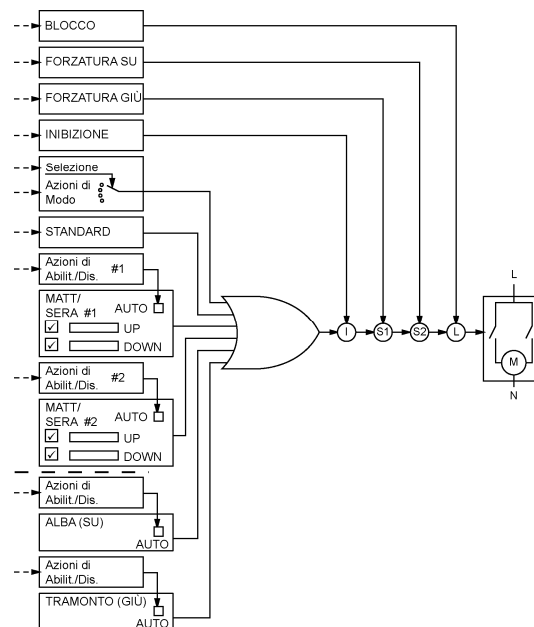 BLOCCO
FORZATURA SU
FORZATURA GIÙ
INIBIZIONE
Selezione
Azioni di
Modo
STANDARD
Azioni di
Abilit./Dis. #1
MATT/
SERA #1 AUTO
UP
DOWN
Azioni di
Abilit./Dis. #2
MATT/
SERA #2 AUTO
UP
DOWN
Azioni di
Abilit./Dis.
ALBA (SU)
AUTO
Azioni di
Abilit./Dis.
TRAMONTO (GIÙ)
AUTO
I
S1
S2
L
L
M
N